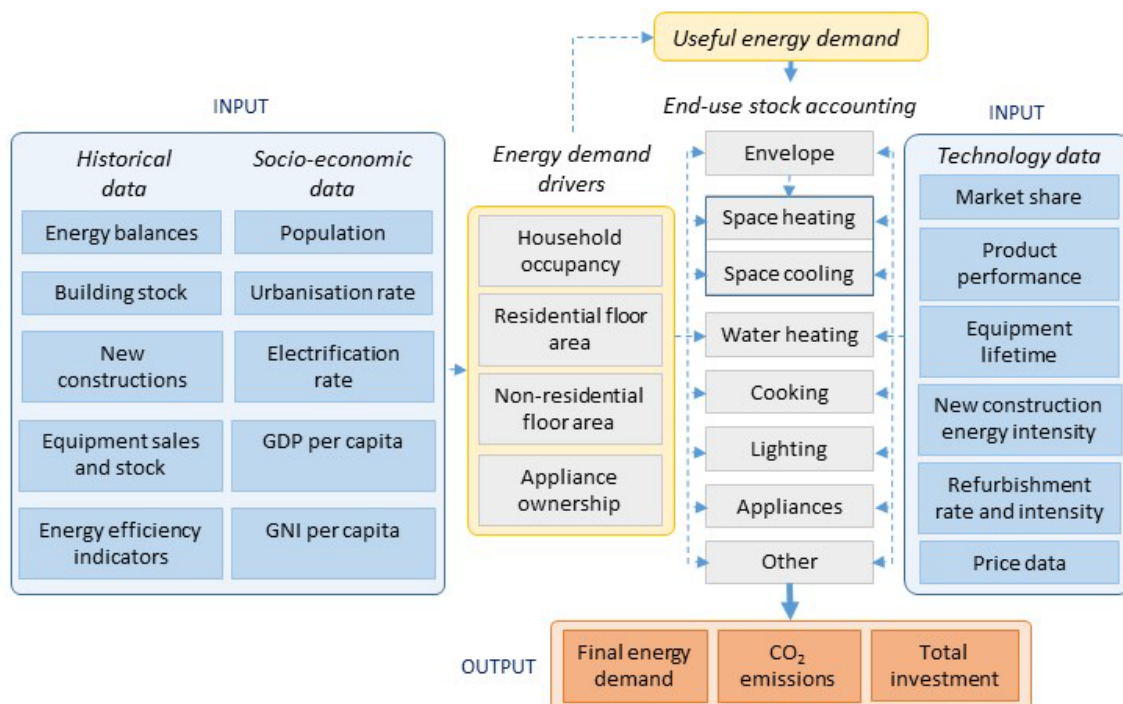 Useful energy demand
INPUT
End-use stock accounting
INPUT
Historical
data
Socio-economic
data
Energy balances
Population
Building stock
Urbanisation rate
New
constructions
Electrification
rate
Equipment sales
and stock
GDP per capita
Energy efficiency
indicators
GNI per capita
Energy demand
drivers
Household
occupancy
Residential floor
area
Non-residential
floor area
Appliance
ownership
Envelope
Space heating
Space cooling
Water heating
Cooking
Lighting
Appliances
Other
Technology data
Market share
Product
performance
Equipment
lifetime
New construction
energy intensity
Refurbishment
rate and intensity
Price data
OUTPUT
Final energy
demand
CO₂
emissions
Total
investment